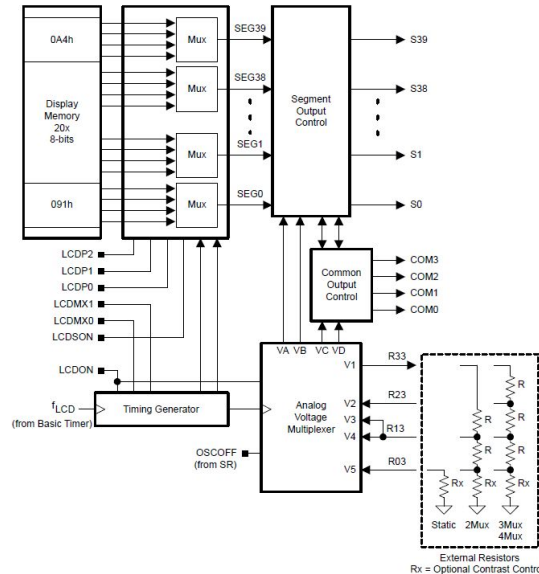 0A4h
Display
Memory
20x
8-bits
091h
Mux
Mux
Mux
Mux
SEG39
SEG38
SEG1
SEG0
Segment
Output
Control
S39
S38
S1
S0
LCDP2
LCDP1
LCDP0
LCDMX1
LCDMX0
LCDSON
LCDON
fLCD
(from Basic Timer)
Timing Generator
OSCOFF
(from SR)
Common
Output
Control
COM3
COM2
COM1
COM0
VA VB VC VD
Analog
Voltage
Multiplexer
V1
V2
V3
V4
V5
R33
R23
R13
R03
R
R
R
R
R
Rx
Rx
Rx
Static 2Mux 3Mux
4Mux
External Resistors
Rx = Optional Contrast Contro